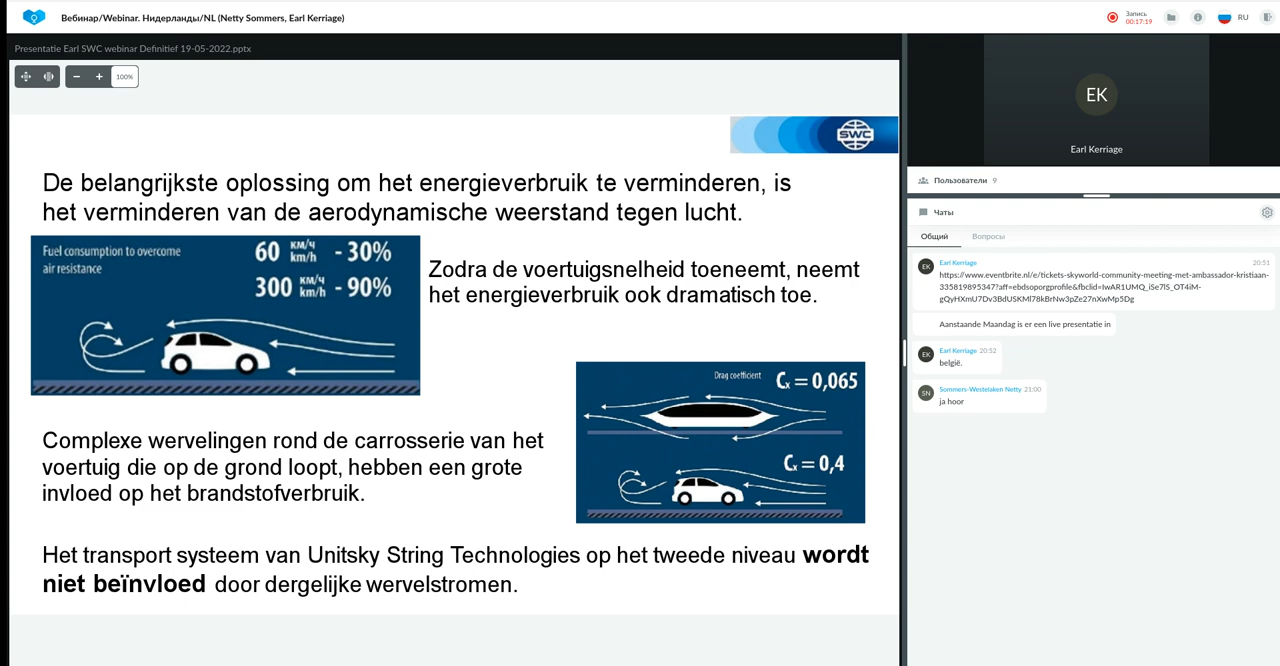 Вебинар/Webinar. Нидерланды/NL (Netty Sommers, Earl Kerriage)
Запись
00:17:19
RU
Presentatie Earl SWC webinar Definitief 19-05-2022.pptx
100%
SWC
De belangrijkste oplossing om het energieverbruik te verminderen, is
het verminderen van de aerodynamische weerstand tegen lucht.
Fuel consumption to overcome
air resistance
60 км/ч km/h - 30%
300 км/ч km/h - 90%
Zodra de voertuigsnelheid toeneemt, neemt
het energieverbruik ook dramatisch toe.
Drag coefficient Cx = 0,065
Cx = 0,4
Complexe wervelingen rond de carrosserie van het
voertuig die op de grond loopt, hebben een grote
invloed op het brandstofverbruik.
Het transport systeem van Unitsky String Technologies op het tweede niveau wordt
niet beïnvloed door dergelijke wervelstromen.
EK
Earl Kerriage
Пользователи 9
Чаты
Общий Вопросы
EK Earl Kerriage 20:51
https://www.eventbrite.nl/e/tickets-skyworld-community-meeting-met-ambassador-kristiaan-
335819895347?aff=ebdsoporgprofile&fbclid=IwAR1UMQ_iSe7lS_OT4iM-
gQyHXmU7Dv3BdUSKMl78kBrNw3pZe27nXwMp5Dg
Aanstaande Maandag is er een live presentatie in
EK Earl Kerriage 20:52
belgië.
SN Sommers-Westelaken Netty 21:00
ja hoor